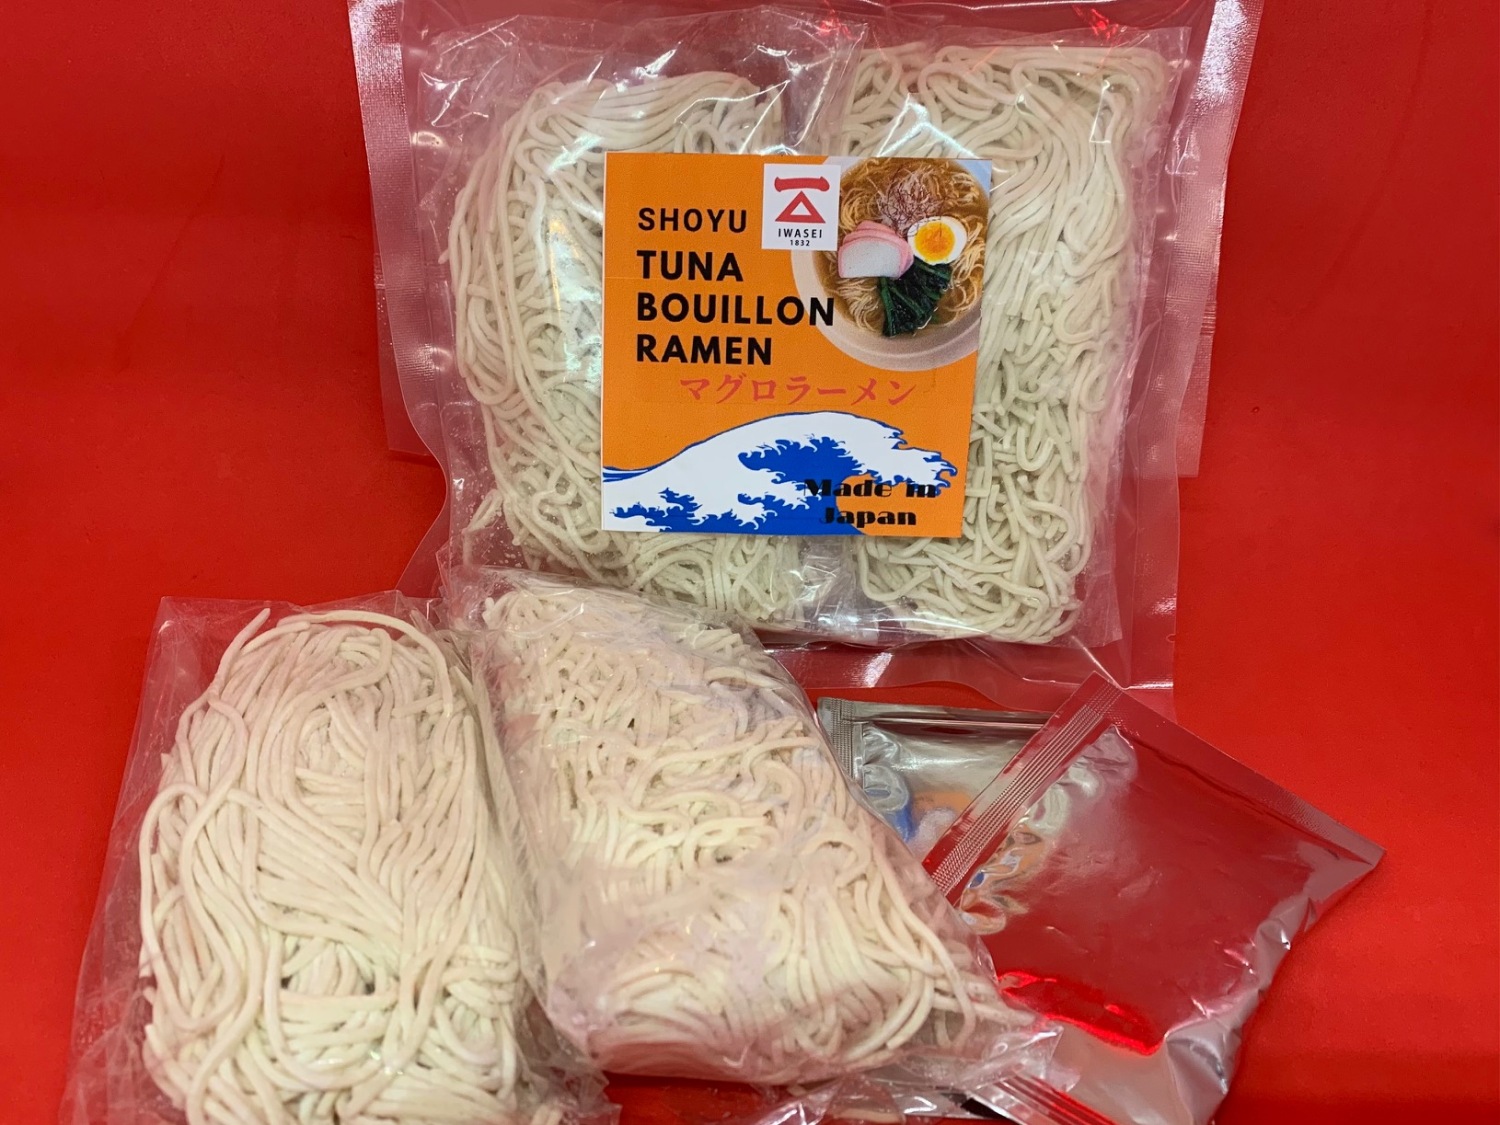 SHOYU
IWASEI
1832
TUNA
BOUILLON
RAMEN
マグロラーメン
Made in
Japan